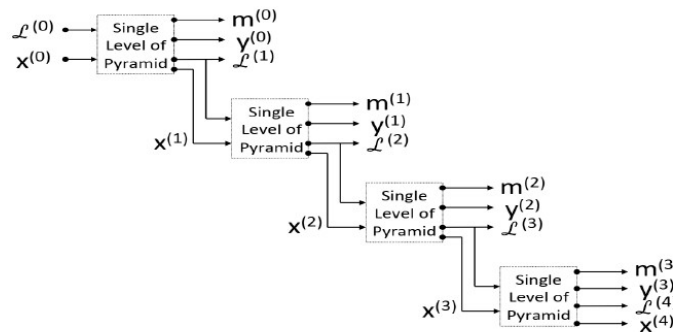 ℒ⁽⁰⁾
x⁽⁰⁾
Single
Level of
Pyramid
m⁽⁰⁾
y⁽⁰⁾
ℒ⁽¹⁾
x⁽¹⁾
Single
Level of
Pyramid
m⁽¹⁾
y⁽¹⁾
ℒ⁽²⁾
x⁽²⁾
Single
Level of
Pyramid
m⁽²⁾
y⁽²⁾
ℒ⁽³⁾
x⁽³⁾
Single
Level of
Pyramid
m⁽³
y⁽³⁾
ℒ⁽⁴⁾
x⁽⁴⁾